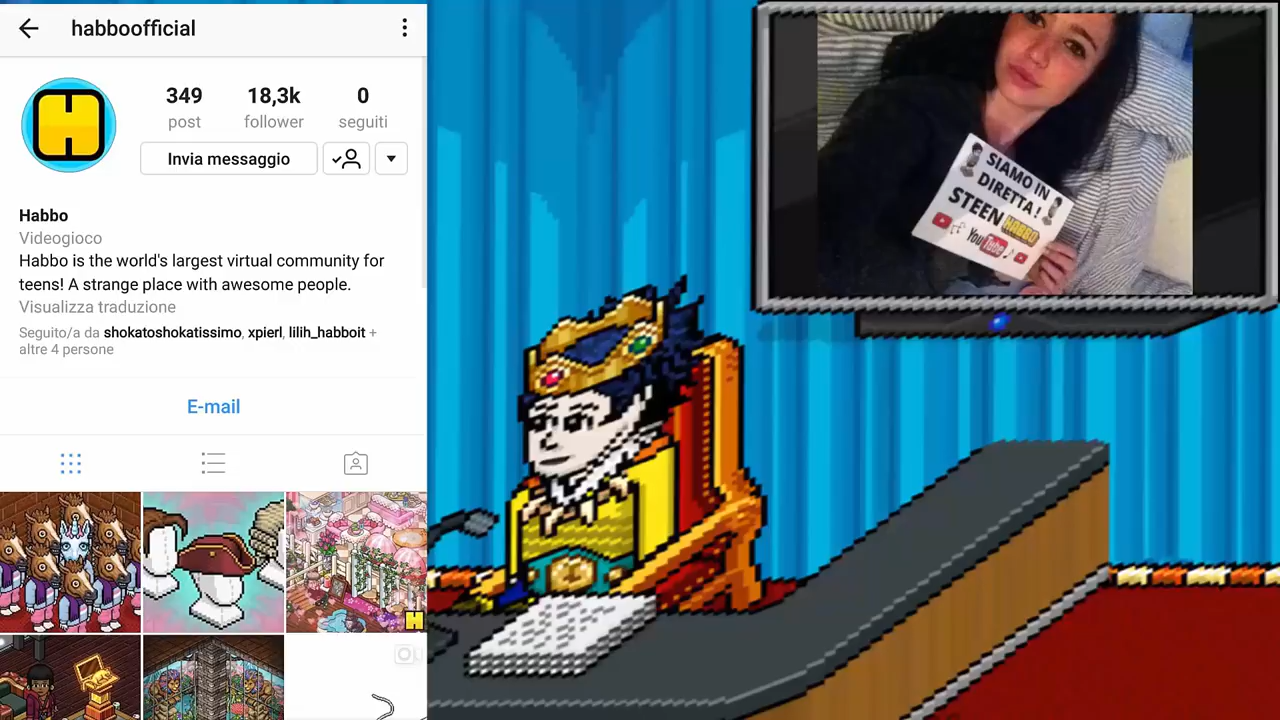 habboofficial
H
349
18,3k
0
post
follower
seguiti
Invia messaggio
Habbo
Videogioco
Habbo is the world's largest virtual community for
teens! A strange place with awesome people.
Visualizza traduzione
Seguito/a da shokatoshokatissimo, xpierl, lilih_habboit +
altre 4 persone
E-mail
H
SIAMO IN
DIRETTA !
STEEN HABBO
YouTube